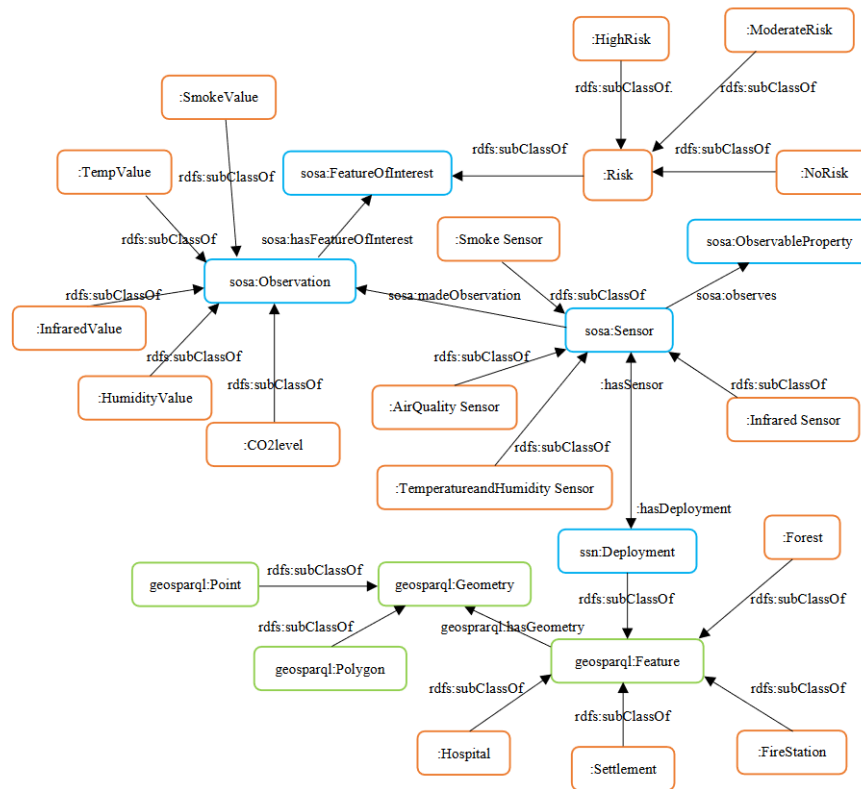 :HighRisk
:ModerateRisk
:SmokeValue
rdfs:subClassOf.
rdfs:subClassOf
:TempValue
rdfs:subClassOf
sosa:FeatureOfInterest
rdfs:subClassOf
:Risk
rdfs:subClassOf
:NoRisk
rdfs:subClassOf
sosa:hasFeatureOfInterest
:Smoke Sensor
sosa:ObservableProperty
sosa:Observation
rdfs:subClassOf
sosa:madeObservation
rdfs:subClassOf
sosa:observes
:InfraredValue
sosa:Sensor
rdfs:subClassOf
rdfs:subClassOf
rdfs:subClassOf
:hasSensor
rdfs:subClassOf
:HumidityValue
:AirQuality Sensor
:Infrared Sensor
:CO2level
rdfs:subClassOf
:TemperatureandHumidity Sensor
:hasDeployment
:Forest
ssn:Deployment
geosparql:Point
rdfs:subClassOf
geosparql:Geometry
rdfs:subClassOf
rdfs:subClassOf
rdfs:subClassOf
geosprarql:hasGeometry
geosparql:Polygon
geosparql:Feature
rdfs:subClassOf
rdfs:subClassOf
rdfs:subClassOf
:Hospital
:Settlement
:FireStation